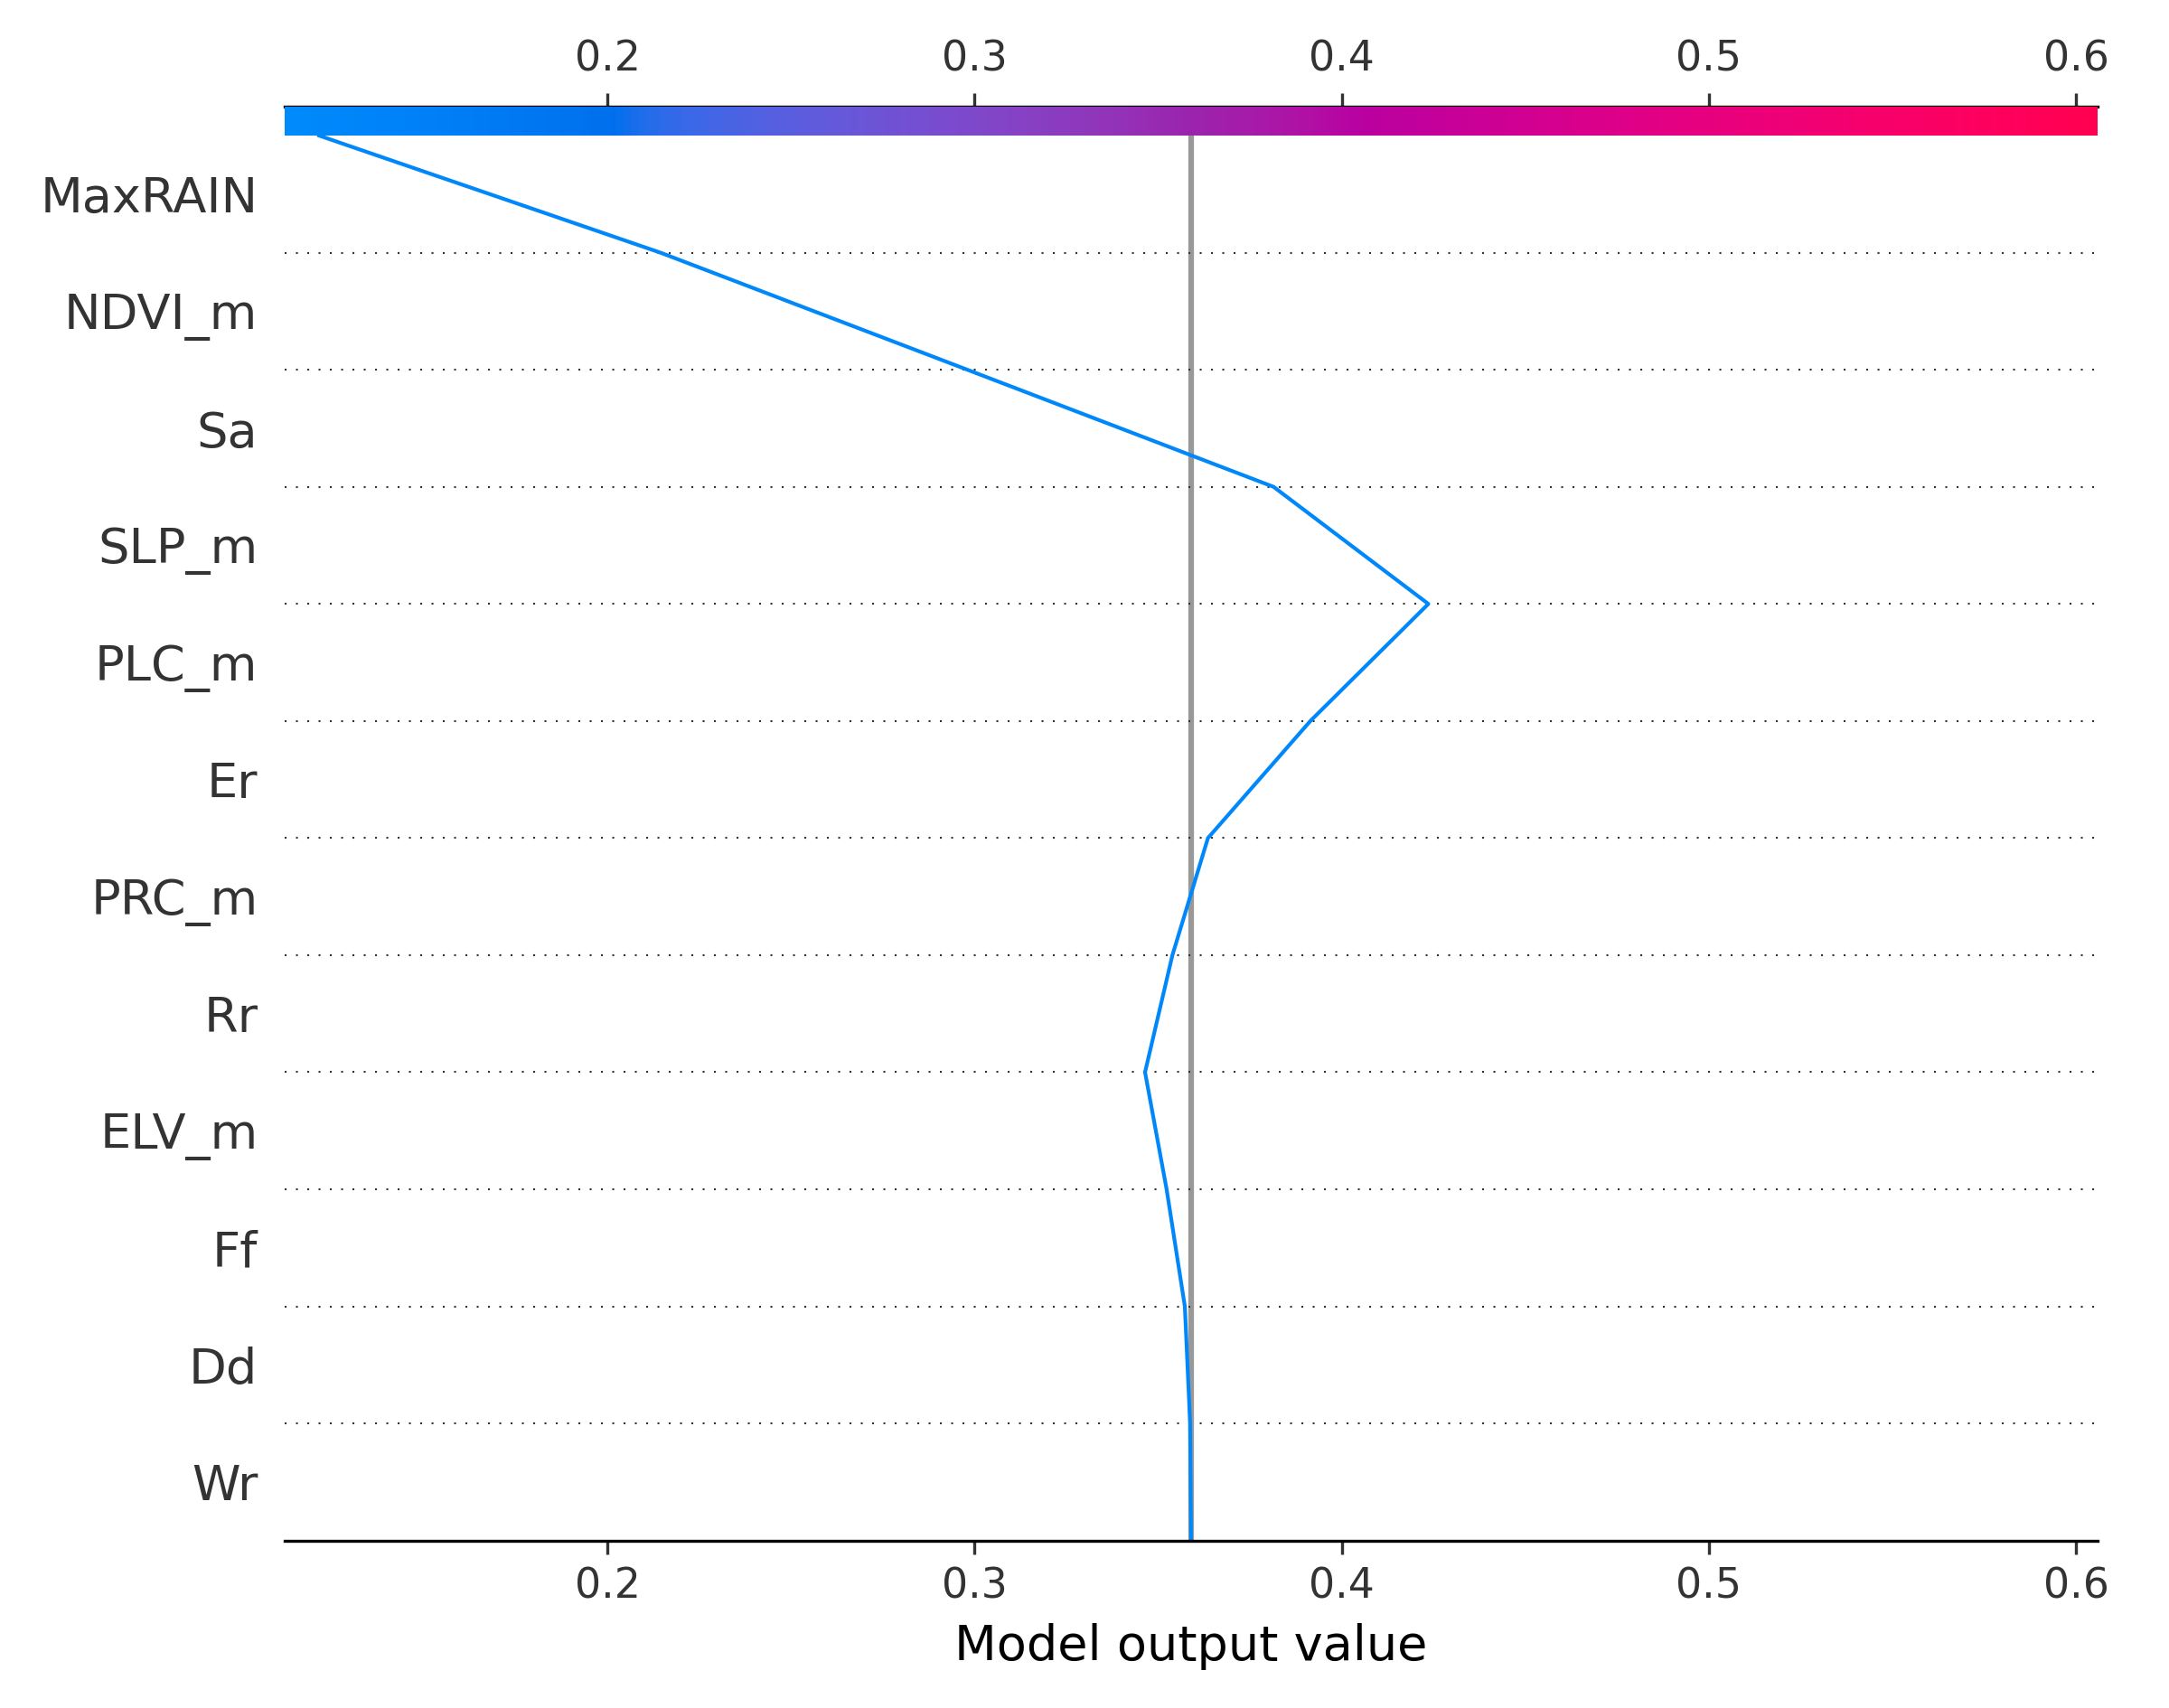 0.2 0.3 0.4 0.5 0.6
MaxRAIN
NDVI_m
Sa
SLP_m
PLC_m
Er
PRC_m
Rr
ELV_m
Ff
Dd
Wr
0.2 0.3 0.4 0.5 0.6
Model output value